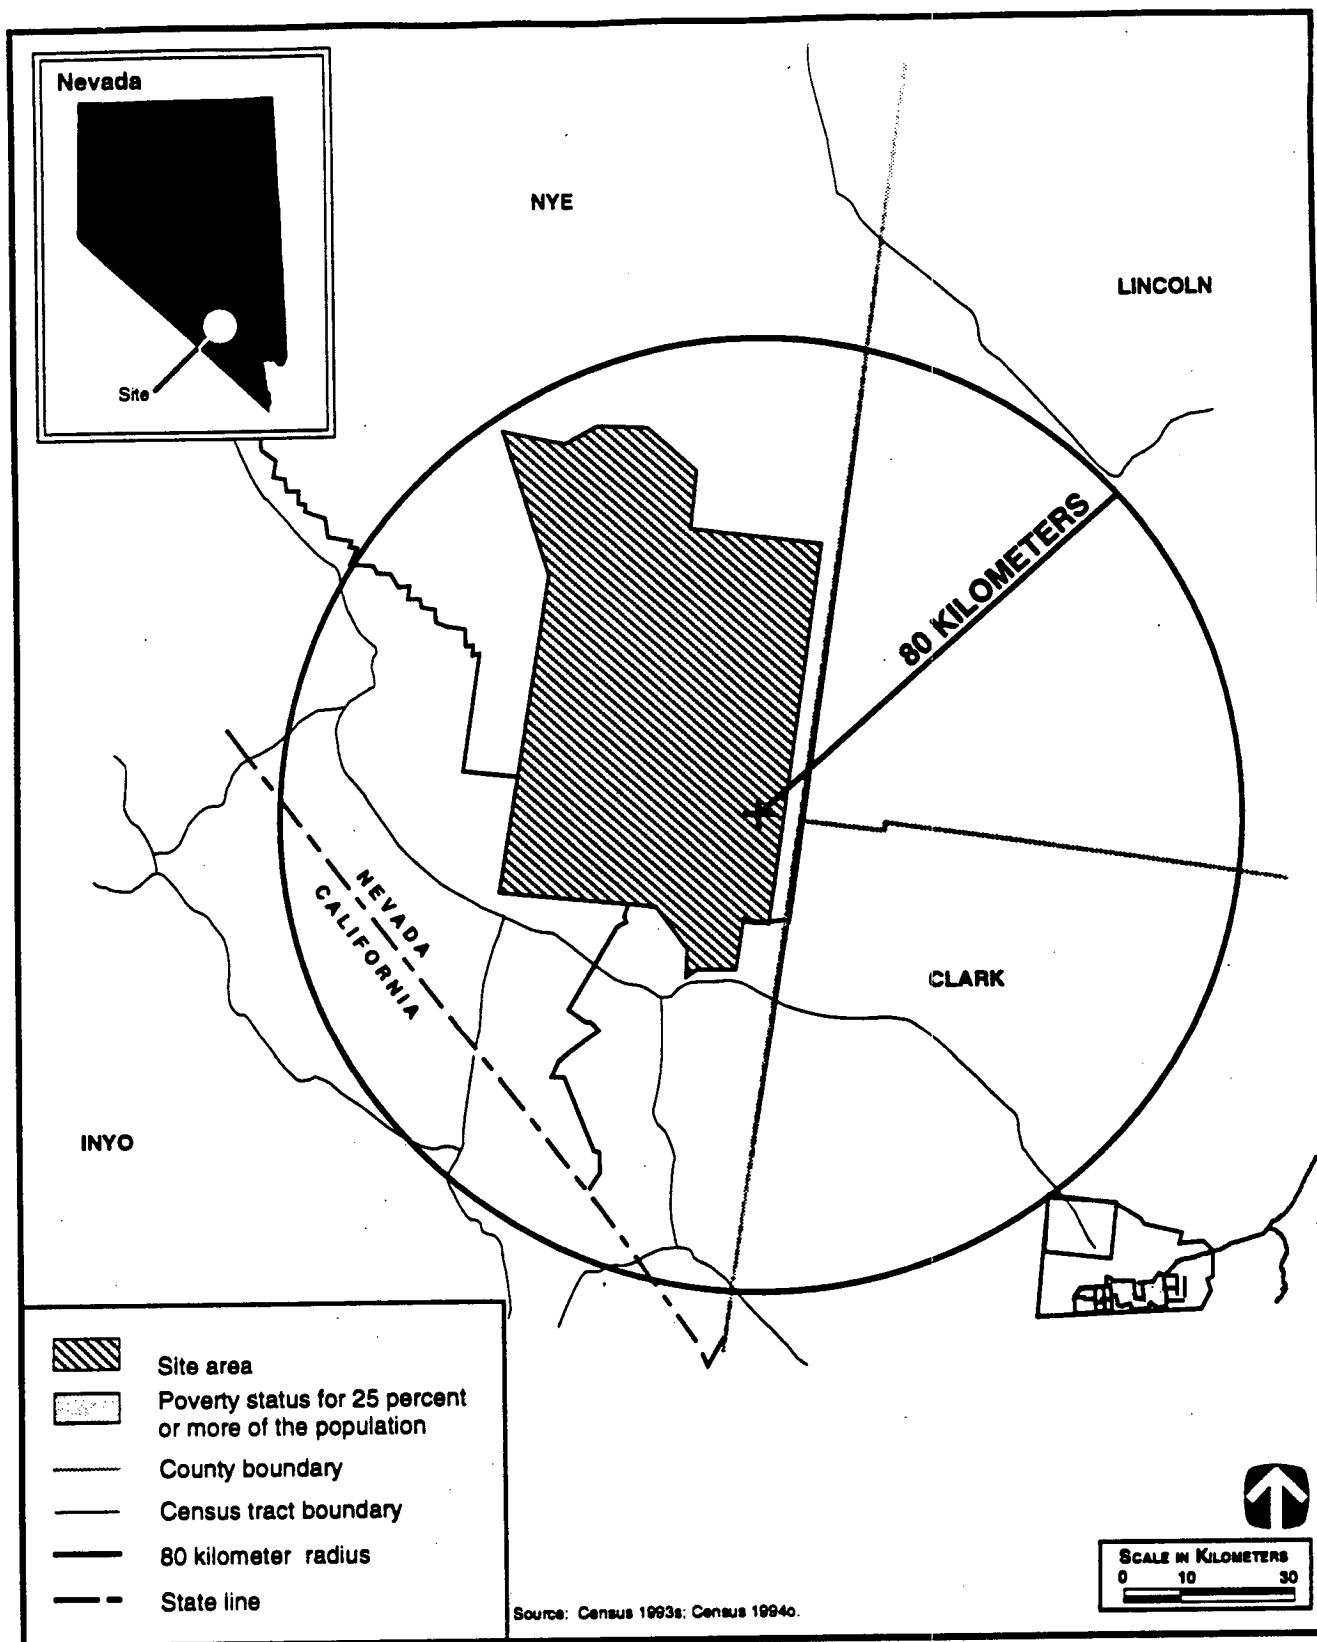 Nevada
Site
NYE
LINCOLN
80 KILOMETERS
NEVADA
CALIFORNIA
CLARK
INYO
Site area
Poverty status for 25 percent
or more of the population
County boundary
Census tract boundary
80 kilometer radius
State line
Source: Census 1993s; Census 1994o.
SCALE IN KILOMETERS
0 10 30